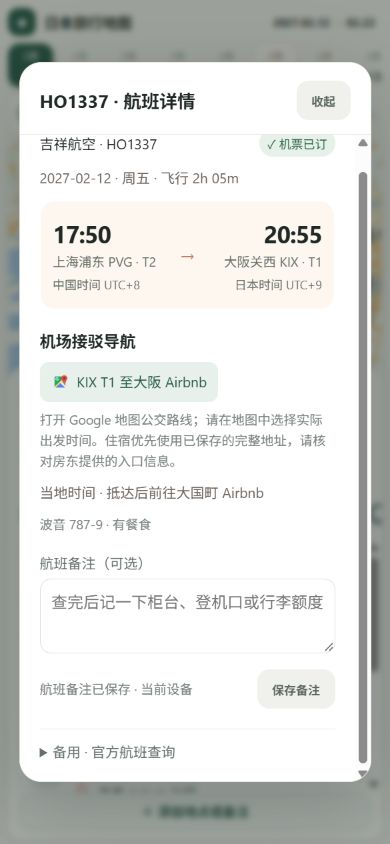 HO1337 · 航班详情
收起
吉祥航空 · HO1337
✓ 机票已订
2027-02-12 · 周五 · 飞行 2h 05m
17:50
→
20:55
上海浦东 PVG · T2
大阪关西 KIX · T1
中国时间 UTC+8
日本时间 UTC+9
机场接驳导航
KIX T1 至大阪 Airbnb
打开 Google 地图公交路线；请在地图中选择实际
出发时间。住宿优先使用已保存的完整地址，请核
对房东提供的入口信息。
当地时间 · 抵达后前往大国町 Airbnb
波音 787-9 · 有餐食
航班备注（可选）
查完后记一下柜台、登机口或行李额度
航班备注已保存 · 当前设备
保存备注
▶ 备用 · 官方航班查询